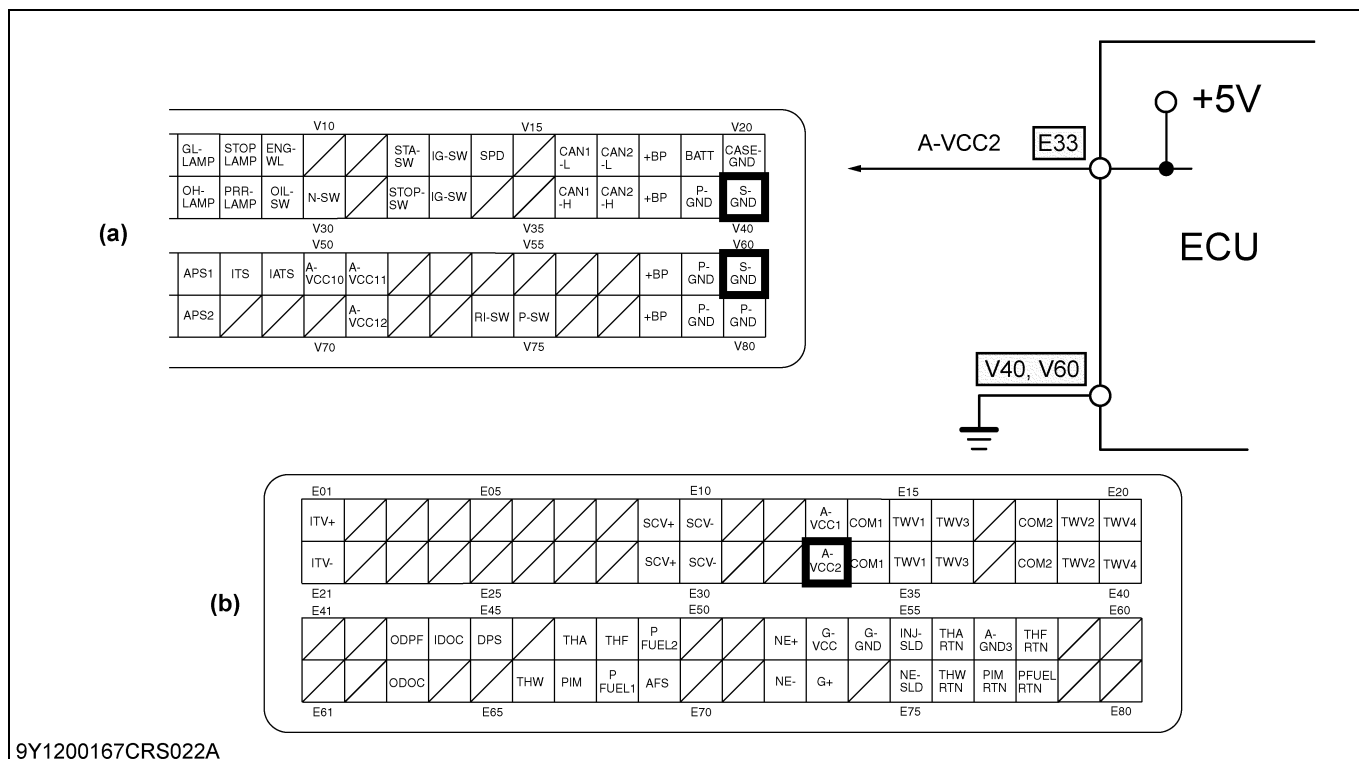 +5V
A-VCC2 E33
ECU
V40, V60
(a)
V10 V15 V20
GL-LAMP STOP LAMP ENG-WL STA-SW IG-SW SPD CAN1-L CAN2-L +BP BATT CASE-GND
OH-LAMP PRR-LAMP OIL-SW N-SW STOP-SW IG-SW CAN1-H CAN2-H +BP P-GND S-GND
V30 V35 V40
V50 V55 V60
APS1 ITS IATS A-VCC10 A-VCC11 +BP P-GND S-GND
APS2 A-VCC12 RI-SW P-SW +BP P-GND P-GND
V70 V75 V80
(b)
E01 E05 E10 E15 E20
ITV+ SCV+ SCV- A-VCC1 COM1 TWV1 TWV3 COM2 TWV2 TWV4
ITV- SCV+ SCV- A-VCC2 COM1 TWV1 TWV3 COM2 TWV2 TWV4
E21 E25 E30 E35 E40
E41 E45 E50 E55 E60
ODPF IDOC DPS THA THF P FUEL2 NE+ G-VCC G-GND INJ-SLD THA RTN A-GND3 THF RTN
ODOC THW PIM P FUEL1 AFS NE- G+ NE-SLD THW RTN PIM RTN PFUEL RTN
E61 E65 E70 E75 E80
9Y1200167CRS022A